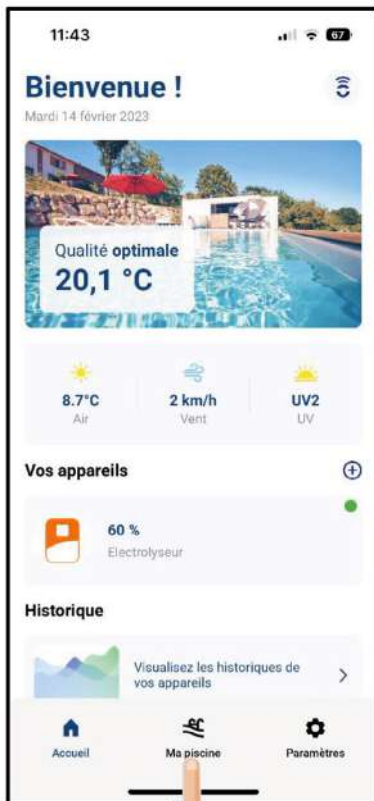 11:43
67
Bienvenue !
Mardi 14 février 2023
Qualité optimale
20,1 °C
8.7°C
2 km/h
UV2
Air
Vent
UV
Vos appareils
60 %
Electrolyseur
Historique
Visualisez les historiques de
vos appareils
Accueil
Ma piscine
Paramètres